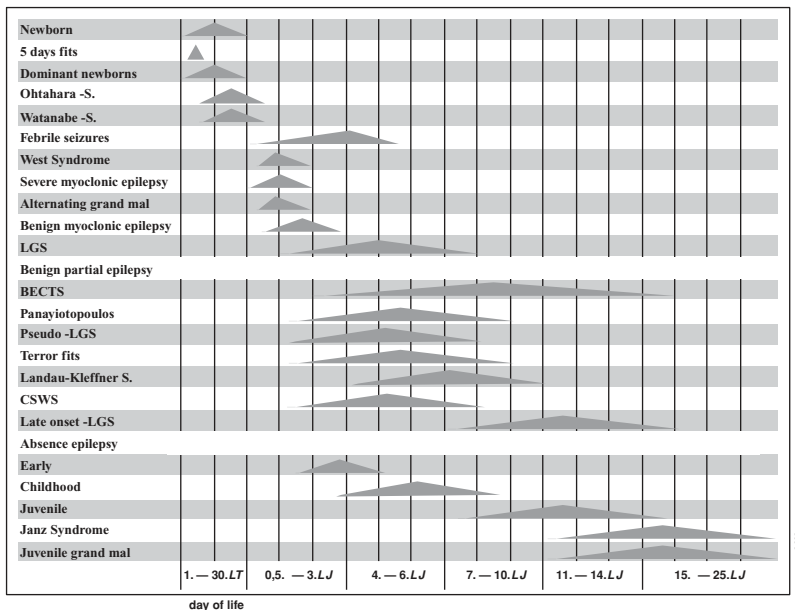 Newborn
5 days fits
Dominant newborns
Ohtahara -S.
Watanabe -S.
Febrile seizures
West Syndrome
Severe myoclonic epilepsy
Alternating grand mal
Benign myoclonic epilepsy
LGS
Benign partial epilepsy
BECTS
Panayiotopoulos
Pseudo -LGS
Terror fits
Landau-Kleffner S.
CSWS
Late onset -LGS
Absence epilepsy
Early
Childhood
Juvenile
Janz Syndrome
Juvenile grand mal
1. — 30.LT 0,5. — 3.LJ 4. — 6.LJ 7. — 10.LJ 11. — 14.LJ 15. — 25.LJ
day of life